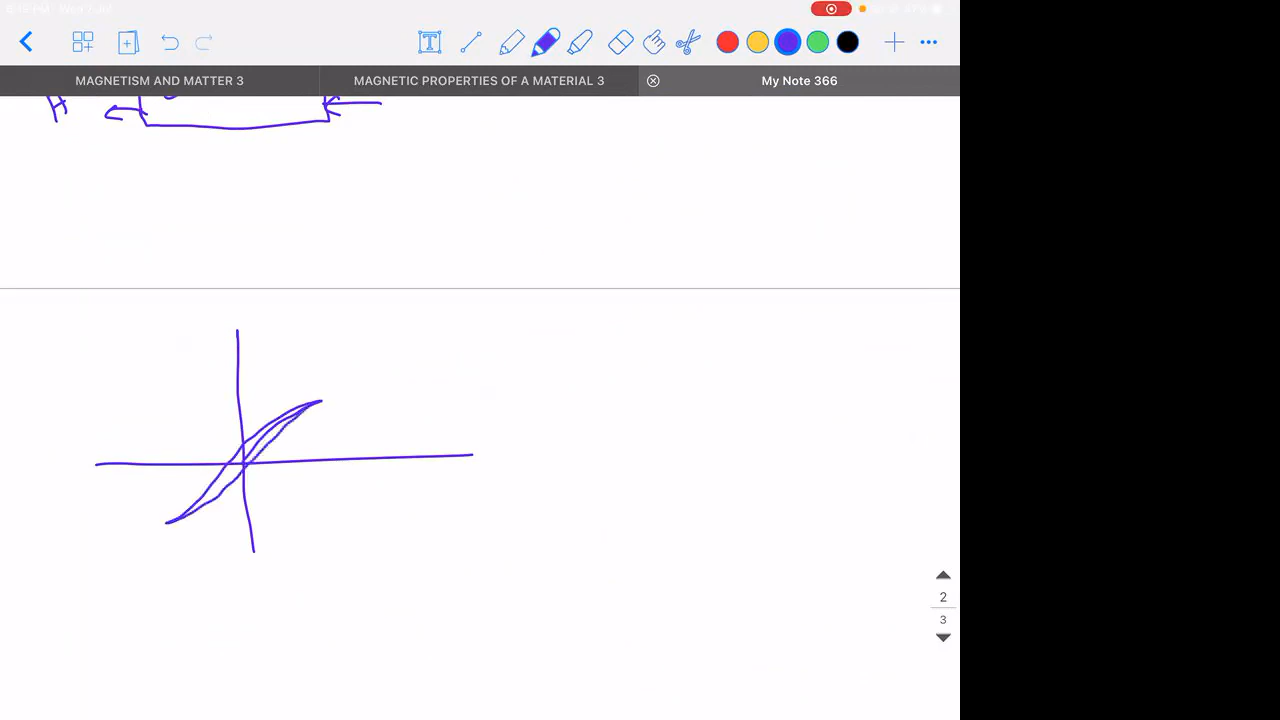 MAGNETISM AND MATTER 3
MAGNETIC PROPERTIES OF A MATERIAL 3
My Note 366
H
2
3